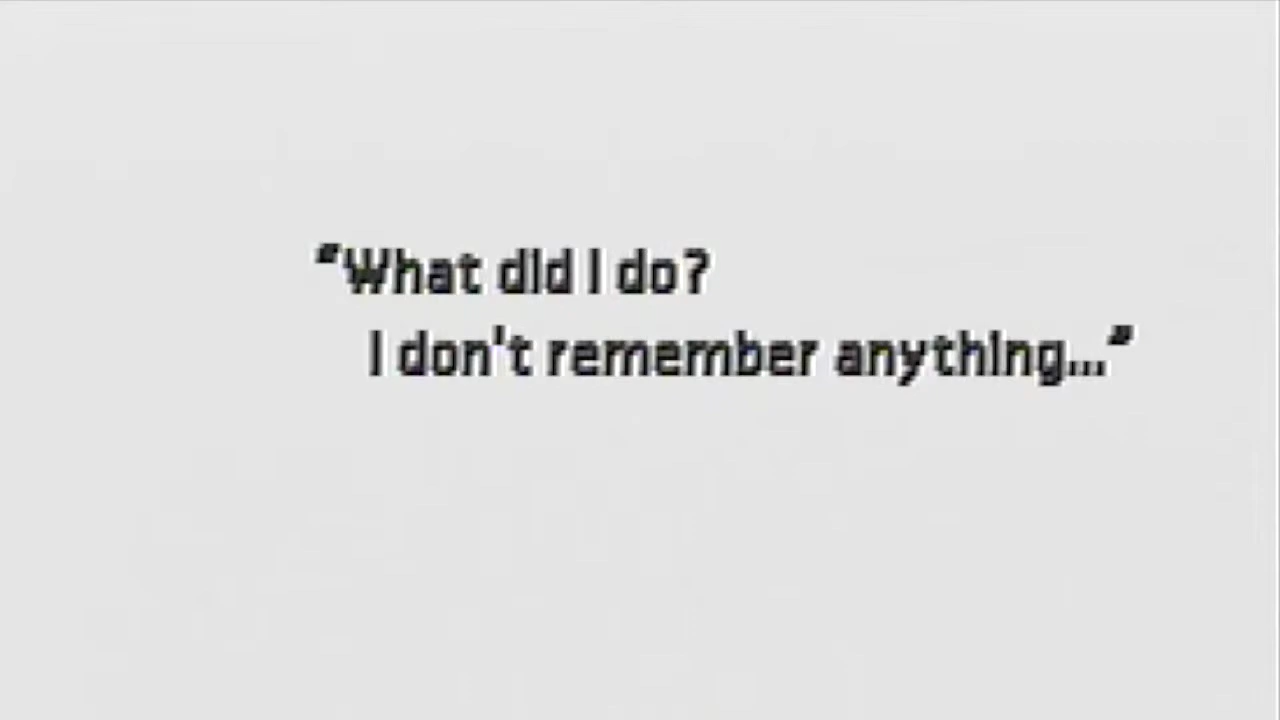 “What did I do?
I don't remember anything...”